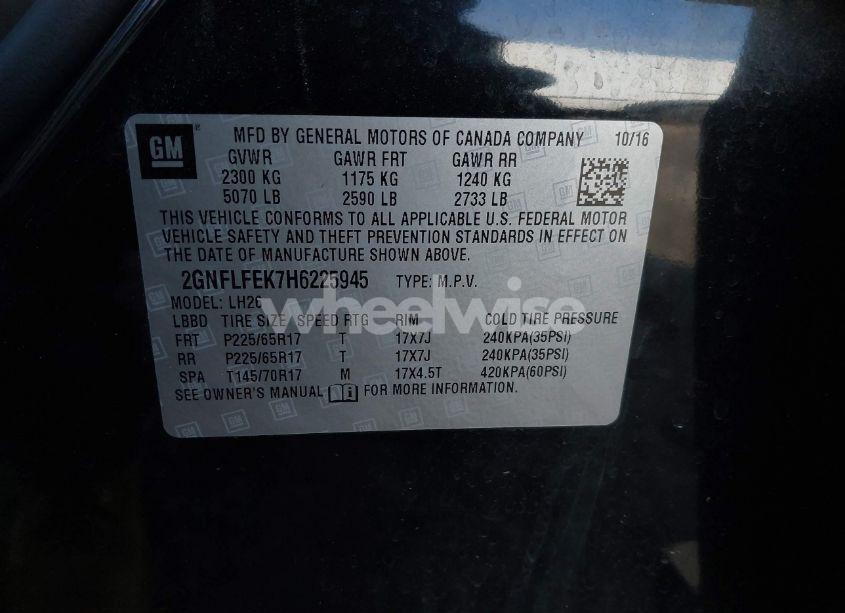 GM ® MFD BY GENERAL MOTORS OF CANADA COMPANY 10/16
GVWR GAWR FRT GAWR RR
2300 KG 1175 KG 1240 KG
5070 LB 2590 LB 2733 LB
THIS VEHICLE CONFORMS TO ALL APPLICABLE U.S. FEDERAL MOTOR
VEHICLE SAFETY AND THEFT PREVENTION STANDARDS IN EFFECT ON
THE DATE OF MANUFACTURE SHOWN ABOVE.
2GNFLFEK7H6225945 TYPE: M.P.V.
MODEL: LH26
wheelwise
LBBD TIRE SIZE SPEED RTG RIM COLD TIRE PRESSURE
FRT P225/65R17 T 17X7J 240KPA(35PSI)
RR P225/65R17 T 17X7J 240KPA(35PSI)
SPA T145/70R17 M 17X4.5T 420KPA(60PSI)
SEE OWNER'S MANUAL FOR MORE INFORMATION.